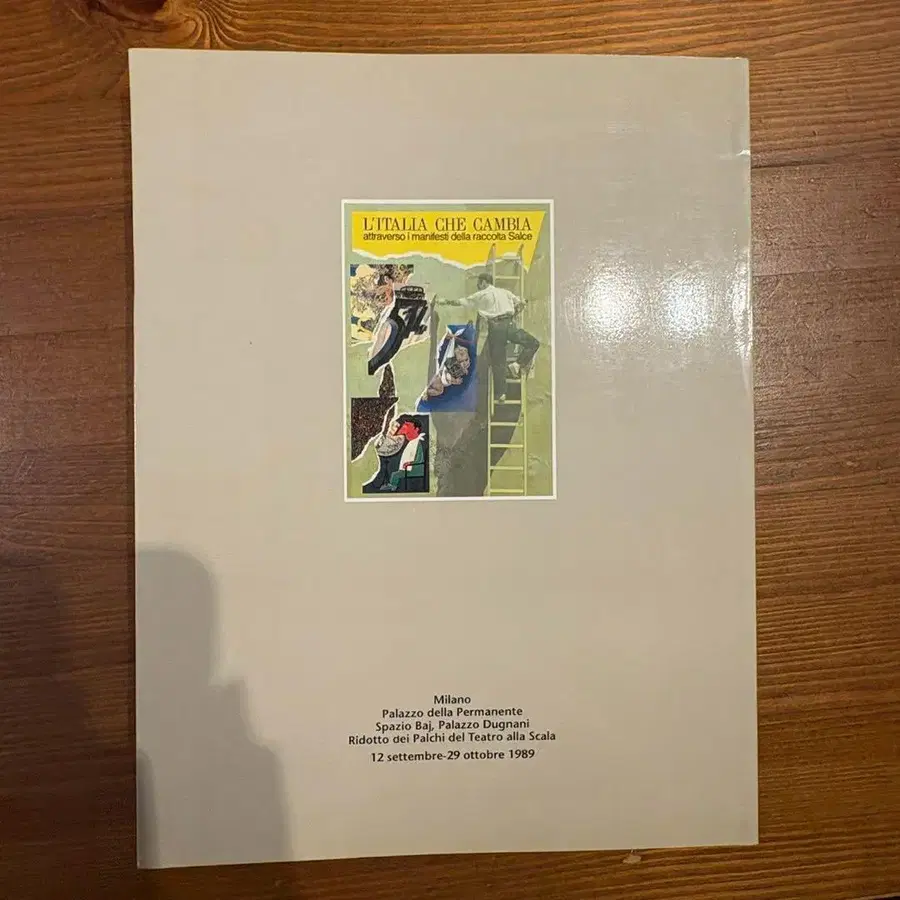 L'ITALIA CHE CAMBIA
attraverso i manifesti della raccolta Salce
Milano
Palazzo della Permanente
Spazio Baj, Palazzo Dugnani
Ridotto dei Palchi del Teatro alla Scala
12 settembre-29 ottobre 1989